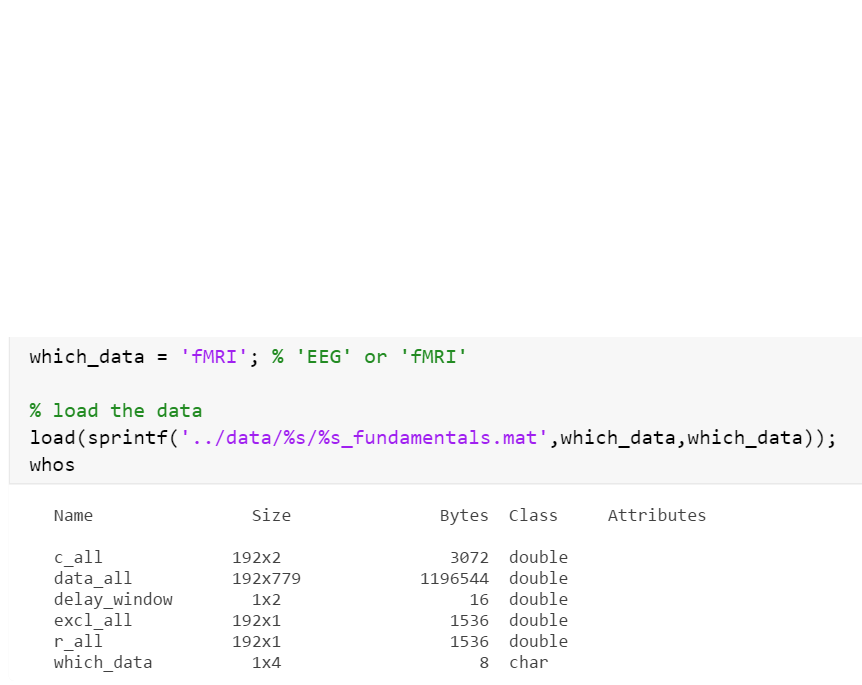 which_data = 'fMRI'; % 'EEG' or 'fMRI'
% load the data
load(sprintf('../data/%s/%s_fundamentals.mat',which_data,which_data));
whos
Name Size Bytes Class Attributes
c_all 192x2 3072 double
data_all 192x779 1196544 double
delay_window 1x2 16 double
excl_all 192x1 1536 double
r_all 192x1 1536 double
which_data 1x4 8 char